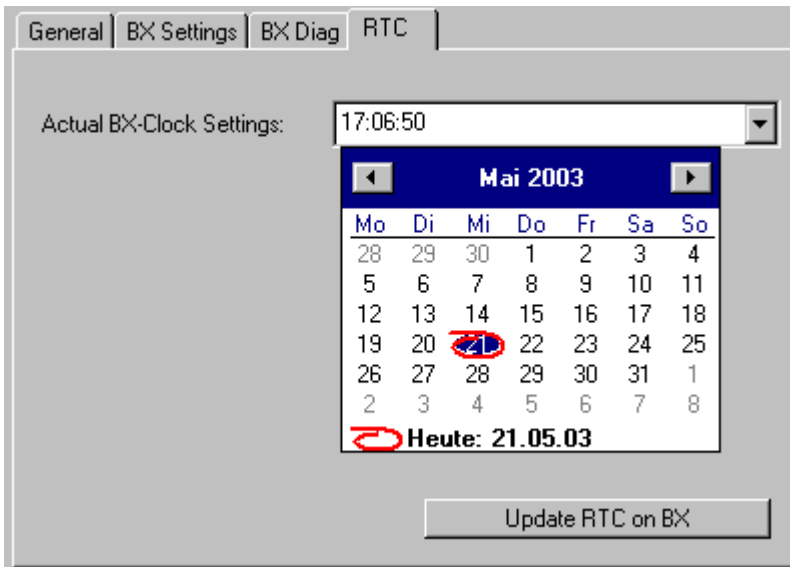 General BX Settings BX Diag RTC
Actual BX-Clock Settings: 17:06:50
Mai 2003
Mo Di Mi Do Fr Sa So
28 29 30 1 2 3 4
5 6 7 8 9 10 11
12 13 14 15 16 17 18
19 20 21 22 23 24 25
26 27 28 29 30 31 1
2 3 4 5 6 7 8
Heute: 21.05.03
Update RTC on BX